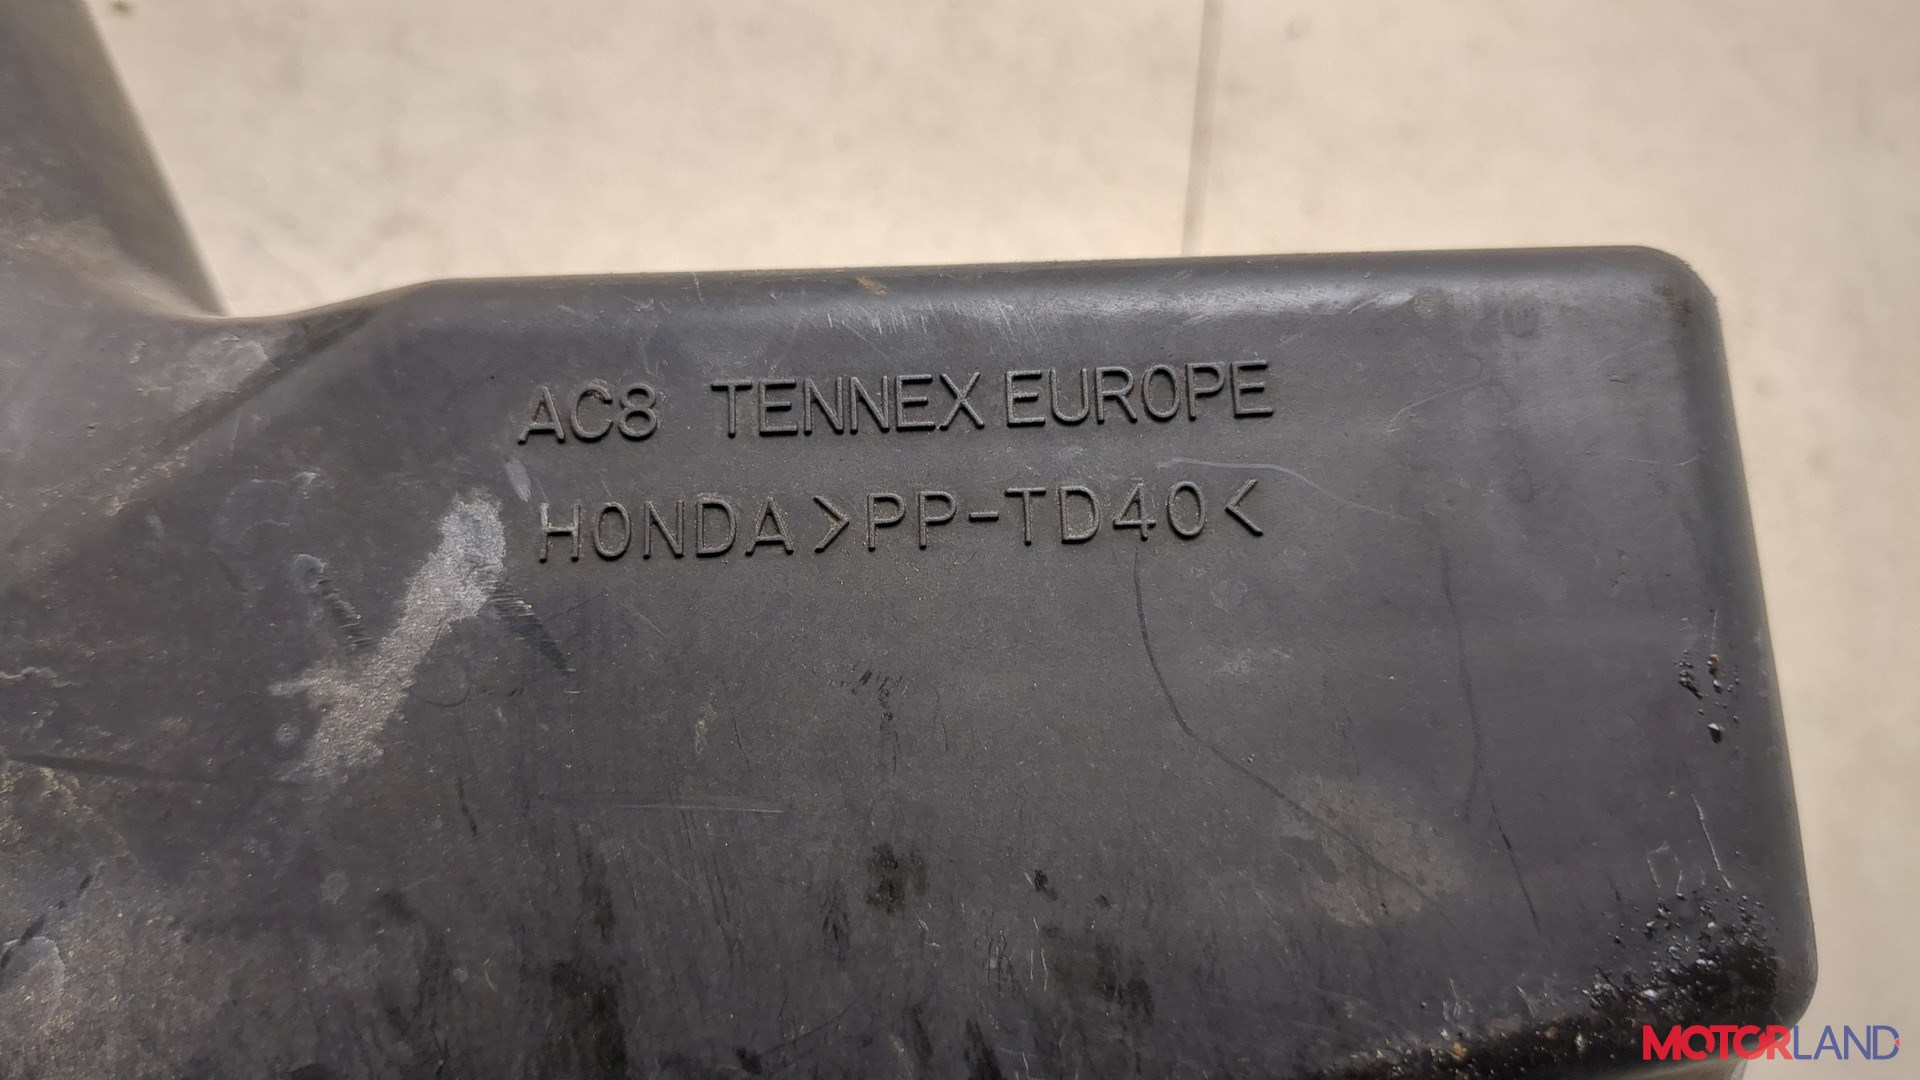 AC8 TENNEX EUROPE
HONDA >PP-TD40<
MOTORLAND